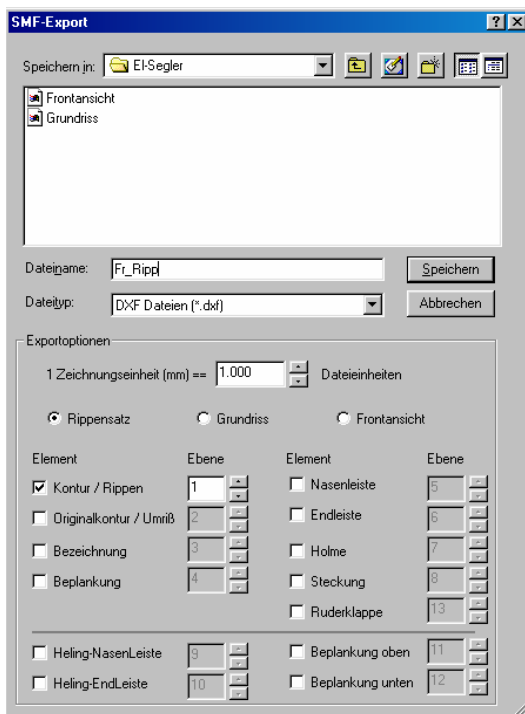 SMF-Export
Speichern in: El-Segler
Frontansicht
Grundriss
Dateiname: Fr_Ripp Speichern
Dateityp: DXF Dateien (*.dxf) Abbrechen
Exportoptionen
1 Zeichnungseinheit (mm) == 1.000 Dateieinheiten
Rippensatz Grundriss Frontansicht
Element Ebene Element Ebene
Kontur / Rippen 1 Nasenleiste 5
Originalkontur / Umriß 2 Endleiste 6
Bezeichnung 3 Holme 7
Beplankung 4 Steckung 8
Ruderklappe 13
Heling-NasenLeiste 9 Beplankung oben 11
Heling-EndLeiste 10 Beplankung unten 12